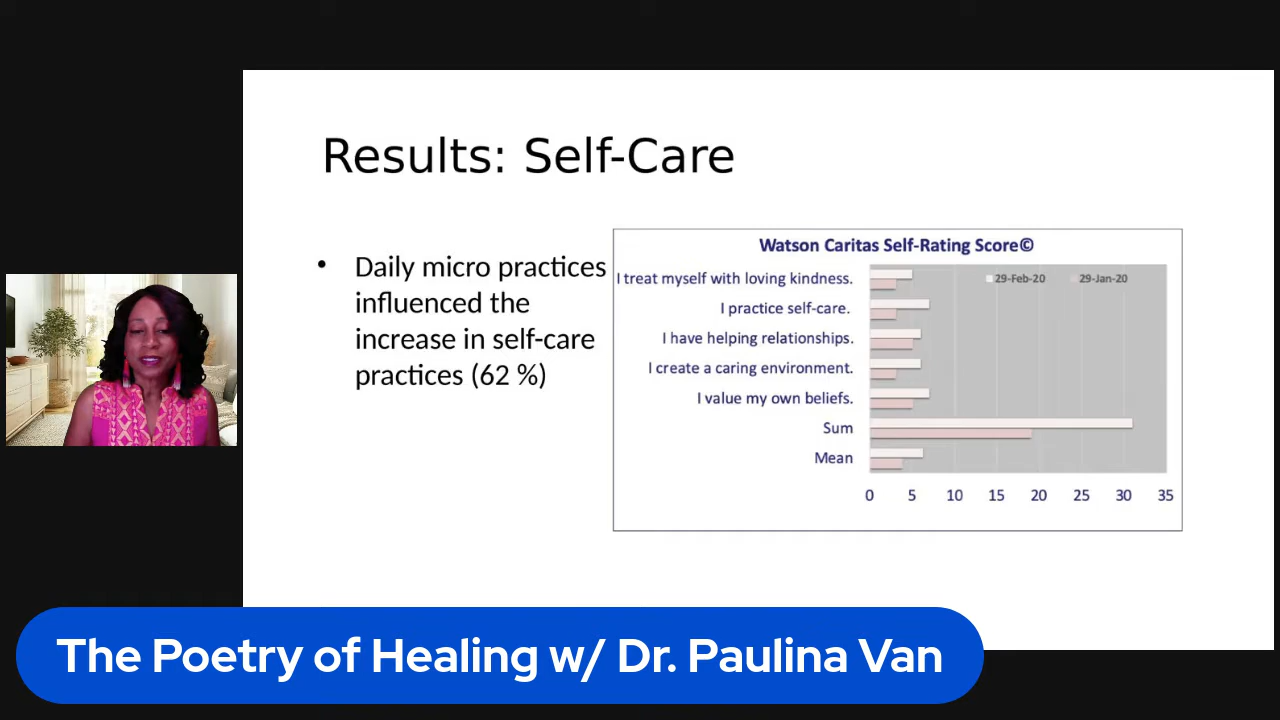 Results: Self-Care
• Daily micro practices
influenced the
increase in self-care
practices (62 %)
Watson Caritas Self-Rating Score©
29-Feb-20 29-Jan-20
I treat myself with loving kindness.
I practice self-care.
I have helping relationships.
I create a caring environment.
I value my own beliefs.
Sum
Mean
0 5 10 15 20 25 30 35
The Poetry of Healing w/ Dr. Paulina Van